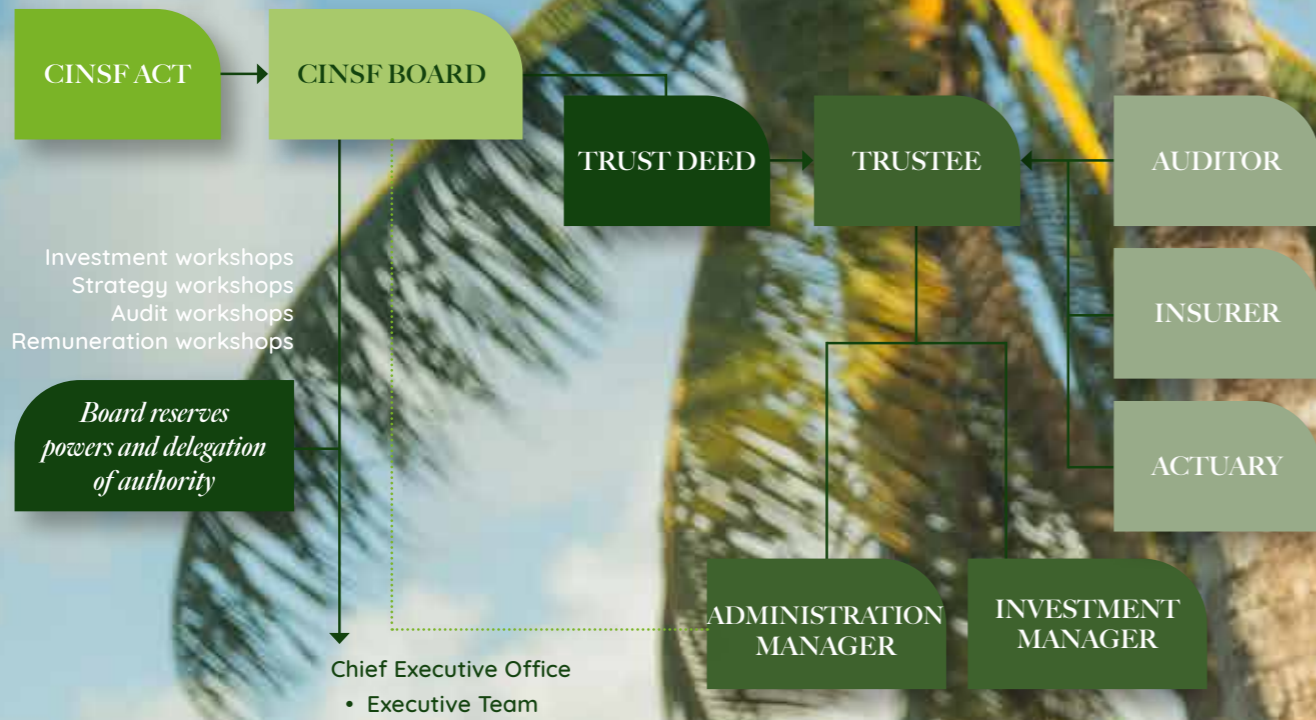 CINSF ACT
CINSF BOARD
TRUST DEED
TRUSTEE
AUDITOR
Investment workshops
Strategy workshops
Audit workshops
Remuneration workshops
INSURER
Board reserves
powers and delegation
of authority
ACTUARY
ADMINISTRATION
MANAGER
INVESTMENT
MANAGER
Chief Executive Office
• Executive Team